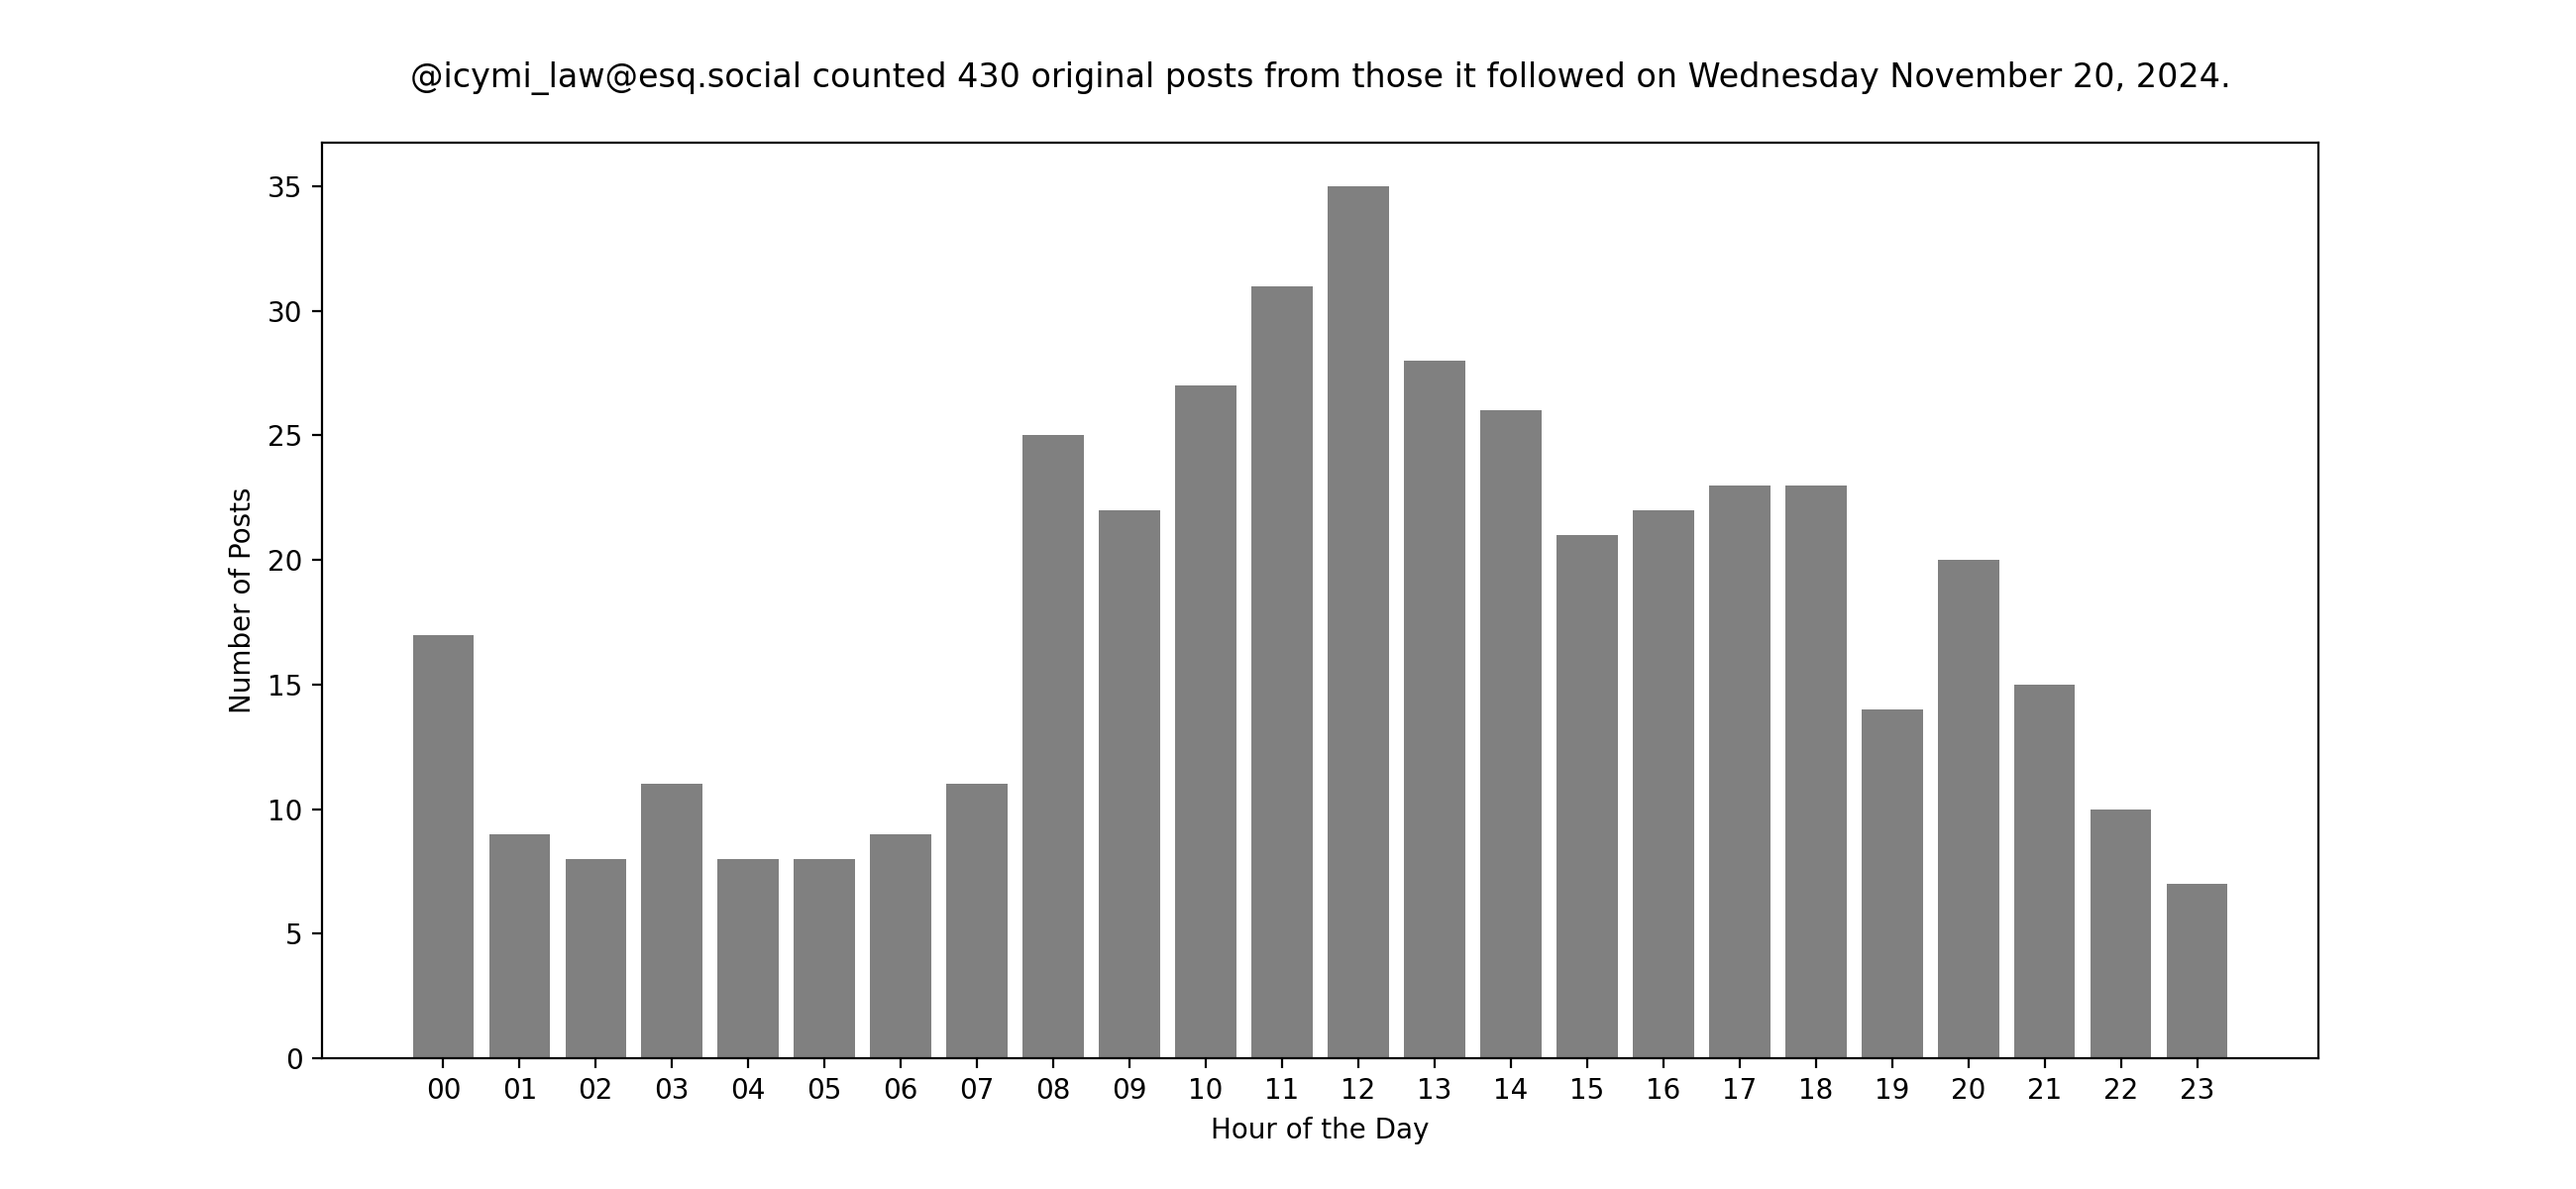 @icymi_law@esq.social counted 430 original posts from those it followed on Wednesday November 20, 2024.
35
30
25
20
15
10
5
0
Number of Posts
00 01 02 03 04 05 06 07 08 09 10 11 12 13 14 15 16 17 18 19 20 21 22 23
Hour of the Day